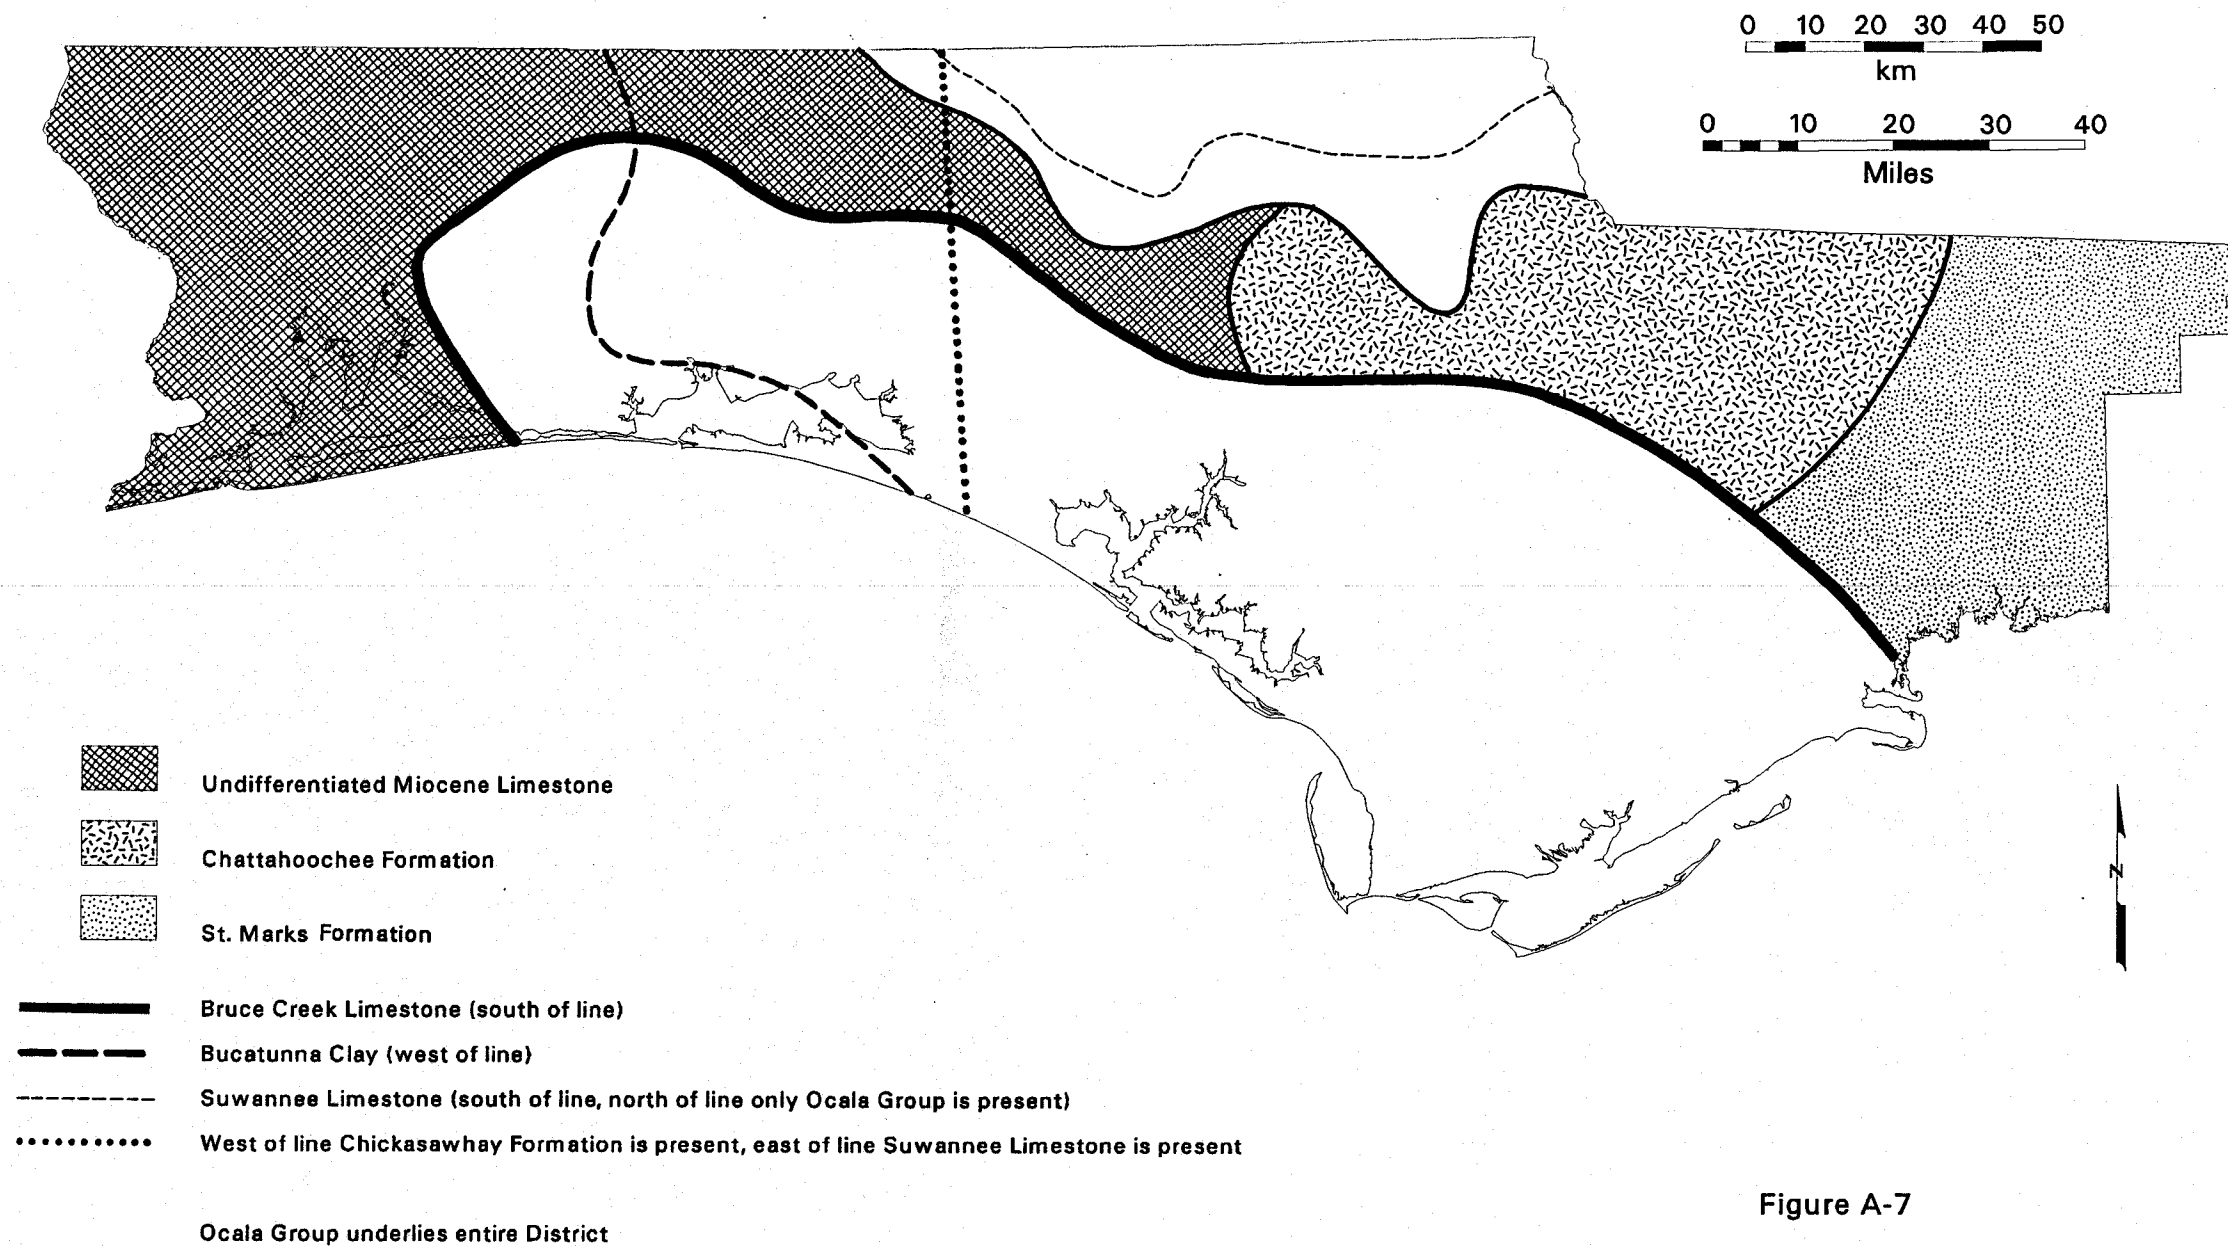 0 10 20 30 40 50
km
0 10 20 30 40
Miles
Undifferentiated Miocene Limestone
Chattahoochee Formation
St. Marks Formation
N
Bruce Creek Limestone (south of line)
Bucatunna Clay (west of line)
Suwannee Limestone (south of line, north of line only Ocala Group is present)
West of line Chickasawhay Formation is present, east of line Suwannee Limestone is present
Figure A-7
Ocala Group underlies entire District